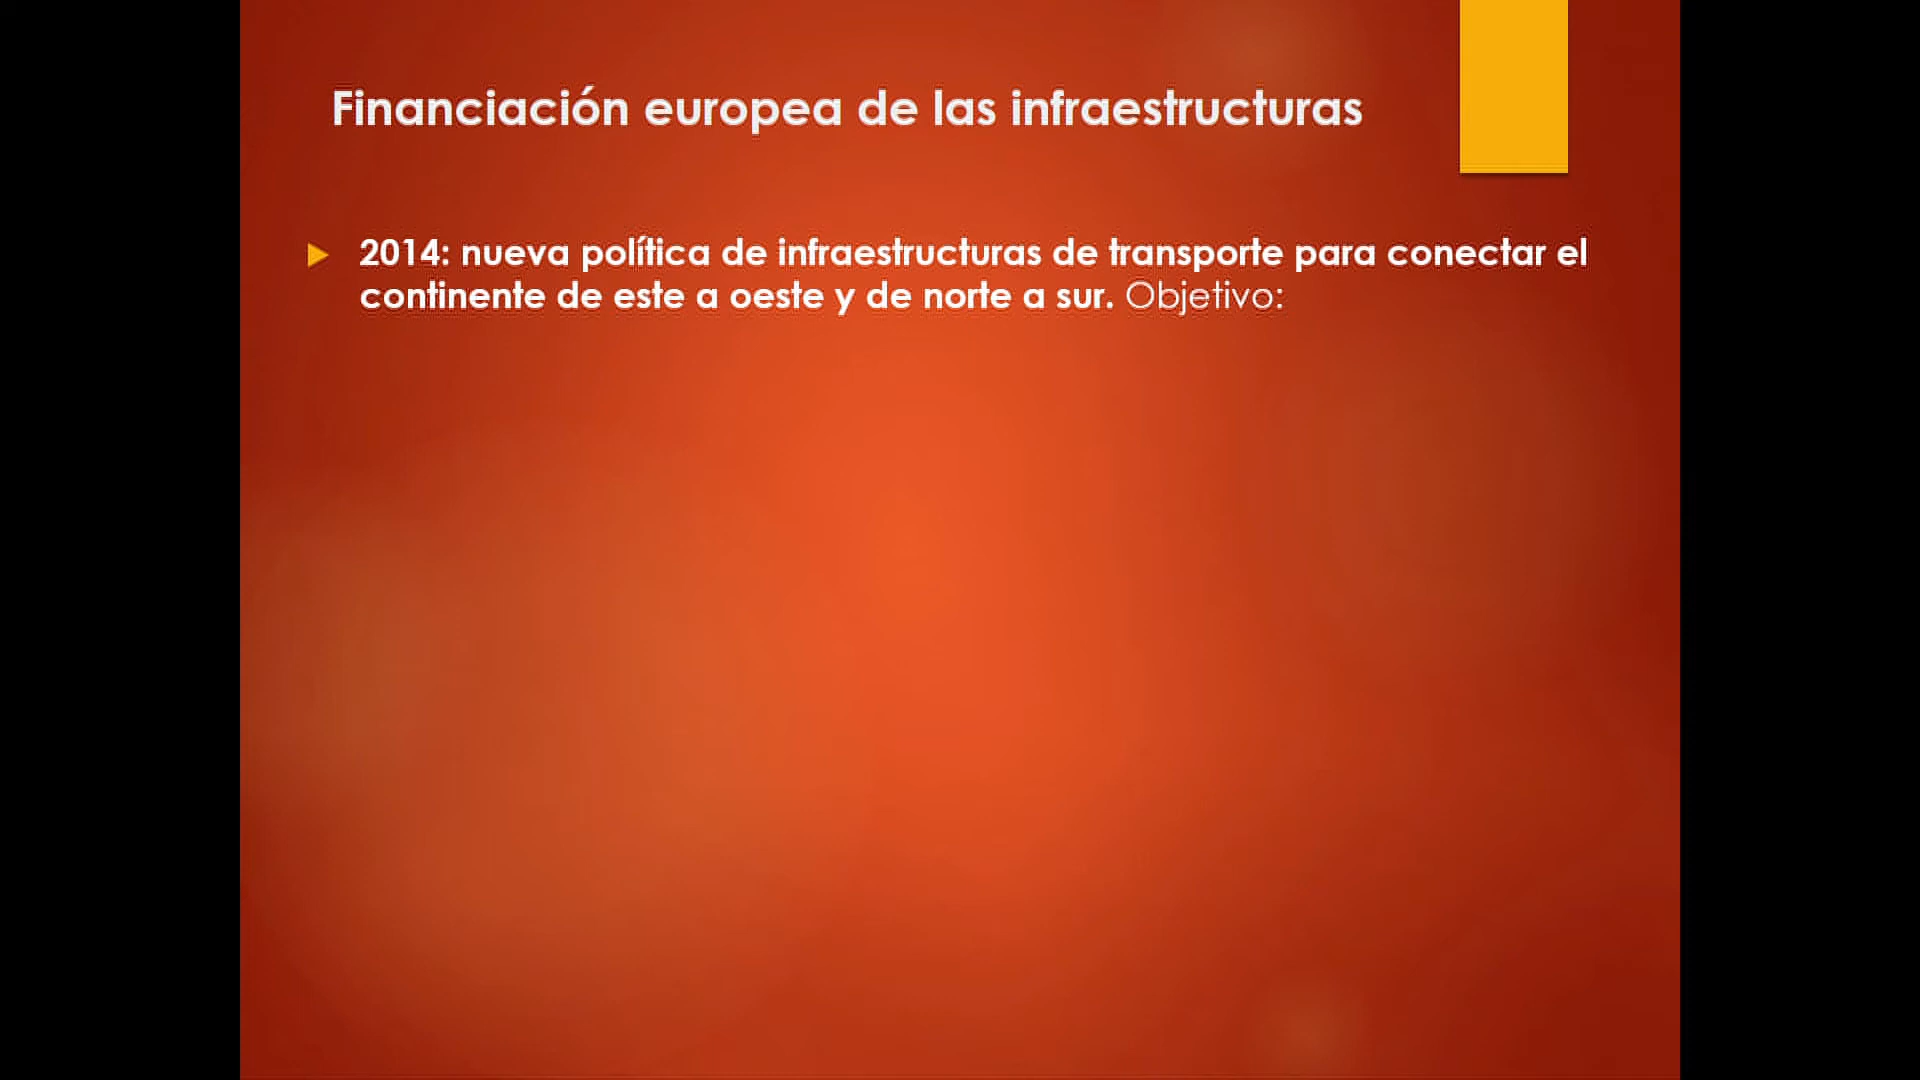 Financiación europea de las infraestructuras
2014: nueva política de infraestructuras de transporte para conectar el
continente de este a oeste y de norte a sur. Objetivo: